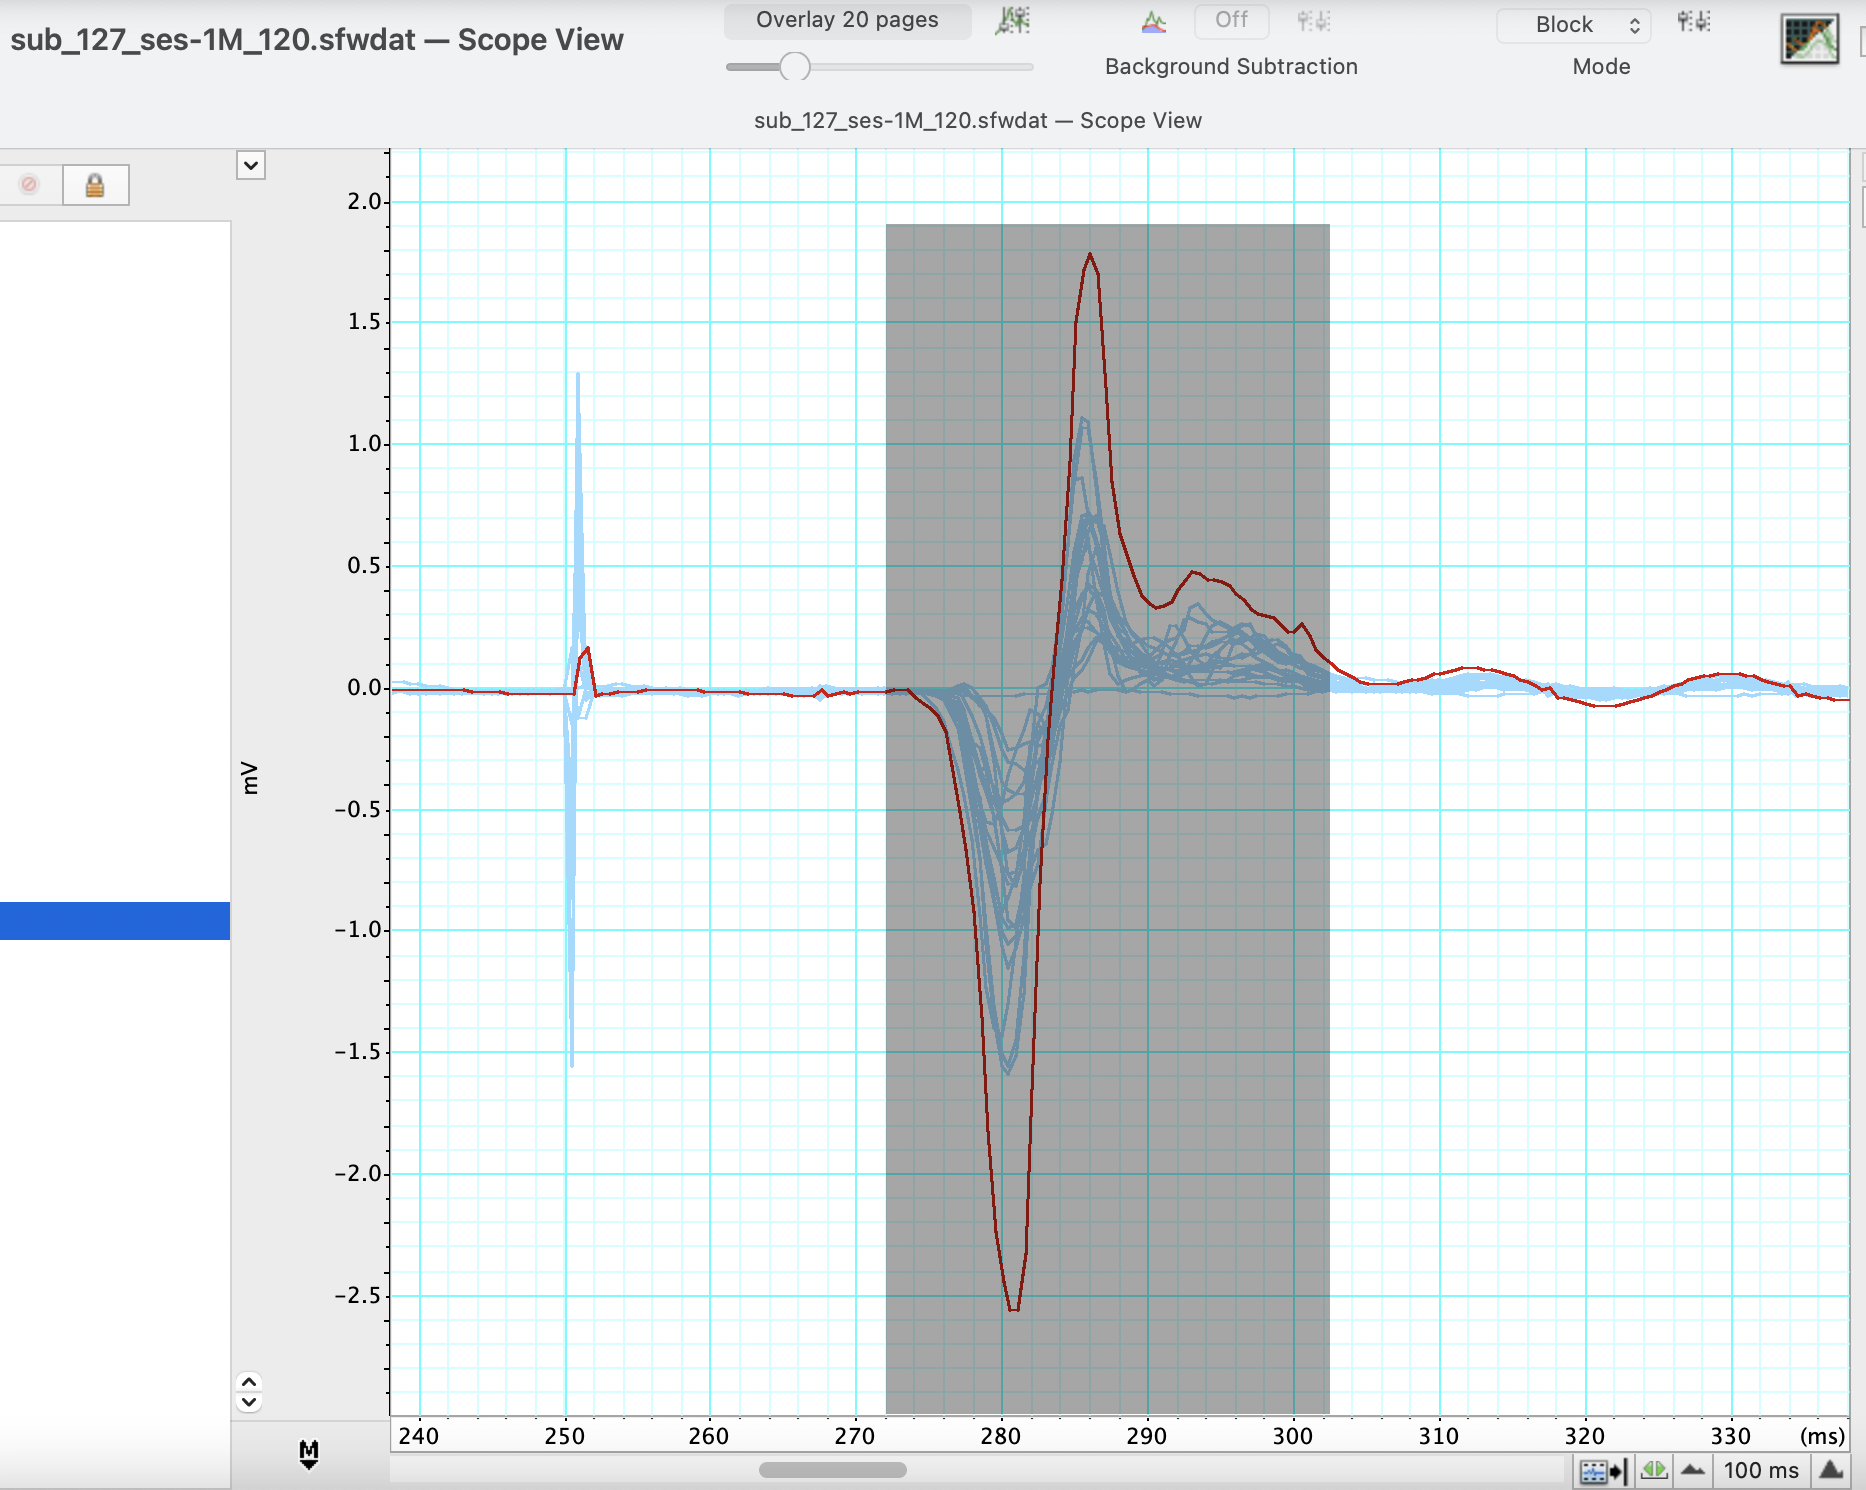 sub_127_ses-1M_120.sfwdat — Scope View
Overlay 20 pages
Off
Background Subtraction
Block
Mode
sub_127_ses-1M_120.sfwdat — Scope View
2.0
1.5
1.0
0.5
0.0
−0.5
−1.0
−1.5
−2.0
−2.5
mV
M
240 250 260 270 280 290 300 310 320 330 (ms)
100 ms